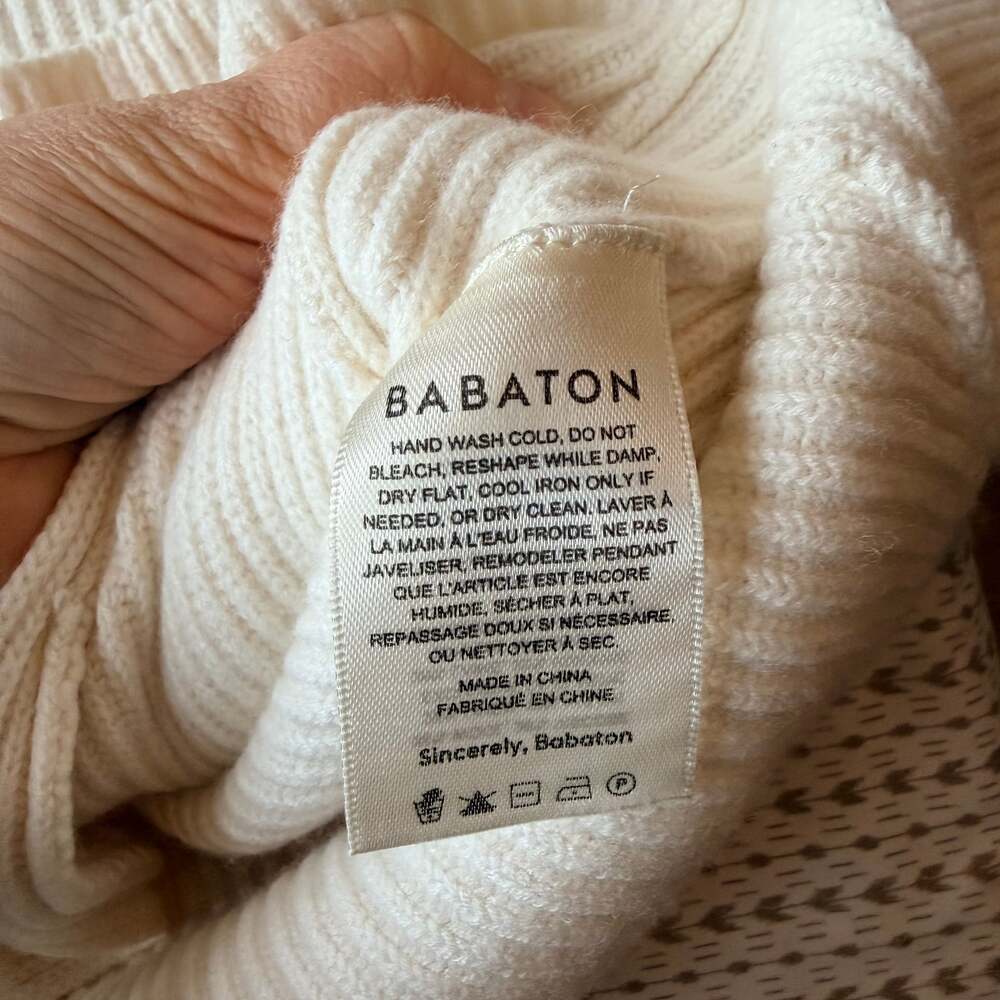 BABATON
HAND WASH COLD, DO NOT
BLEACH, RESHAPE WHILE DAMP,
DRY FLAT, COOL IRON ONLY IF
NEEDED, OR DRY CLEAN. LAVER À
LA MAIN À L'EAU FROIDE, NE PAS
JAVELISER, REMODELER PENDANT
QUE L'ARTICLE EST ENCORE
HUMIDE, SÉCHER À PLAT,
REPASSAGE DOUX SI NÉCESSAIRE,
OU NETTOYER À SEC.
MADE IN CHINA
FABRIQUÉ EN CHINE
Sincerely, Babaton
P